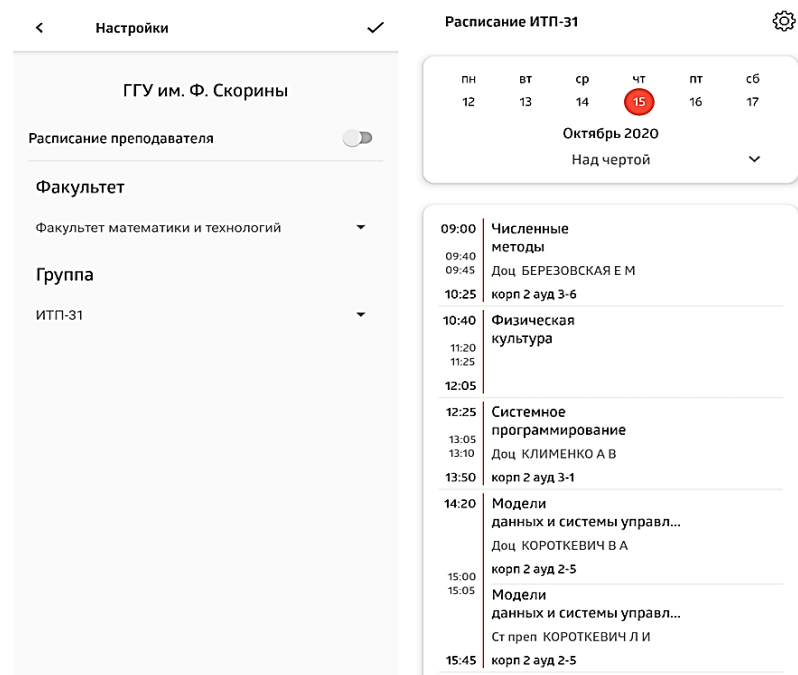 Настройки
ГГУ им. Ф. Скорины
Расписание преподавателя
Факультет
Факультет математики и технологий
Группа
ИТП-31
Расписание ИТП-31
пн вт ср чт пт сб
12 13 14 15 16 17
Октябрь 2020
Над чертой
09:00 Численные
методы
09:40
09:45 Доц БЕРЕЗОВСКАЯ Е М
10:25 корп 2 ауд 3-6
10:40 Физическая
культура
11:20
11:25
12:05
12:25 Системное
программирование
13:05
13:10 Доц КЛИМЕНКО А В
13:50 корп 2 ауд 3-1
14:20 Модели
данных и системы управл...
Доц КОРОТКЕВИЧ В А
корп 2 ауд 2-5
15:00
15:05 Модели
данных и системы управл...
Ст преп КОРОТКЕВИЧ Л И
15:45 корп 2 ауд 2-5